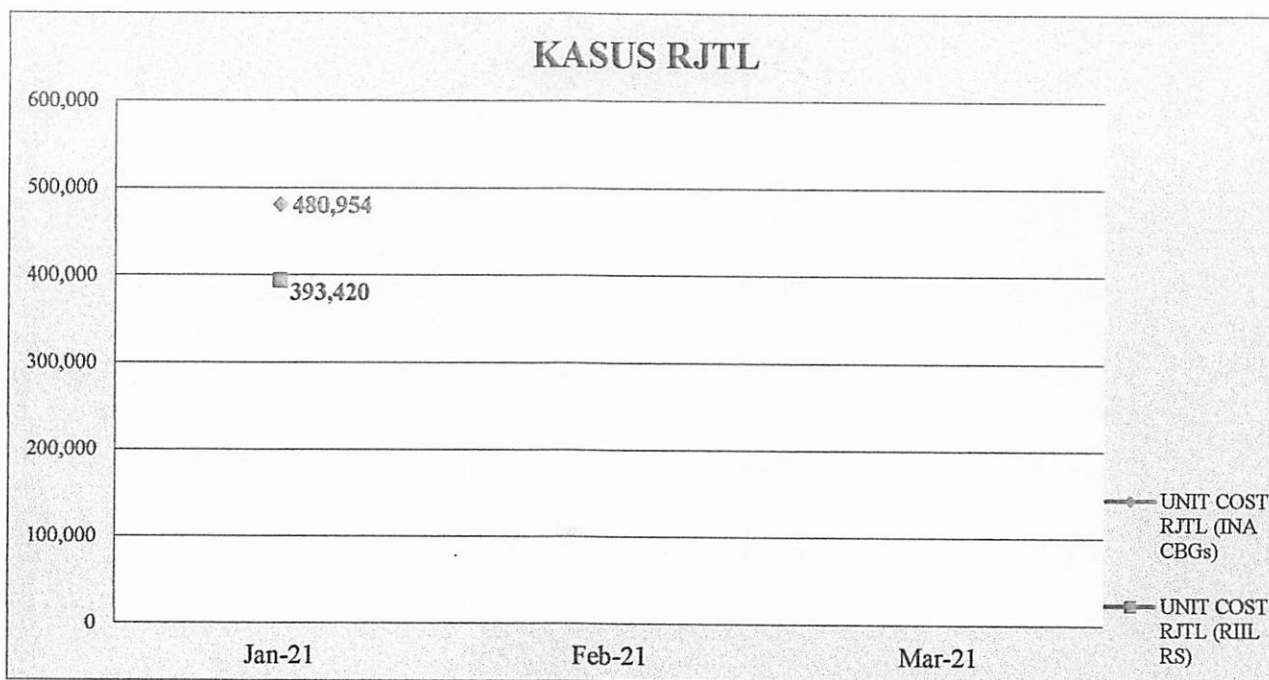 KASUS RJTL
600,000
500,000
480,954
400,000
393,420
300,000
200,000
100,000
0
Jan-21
Feb-21
Mar-21
UNIT COST
RJTL (INA
CBGs)
UNIT COST
RJTL (RIIL
RS)